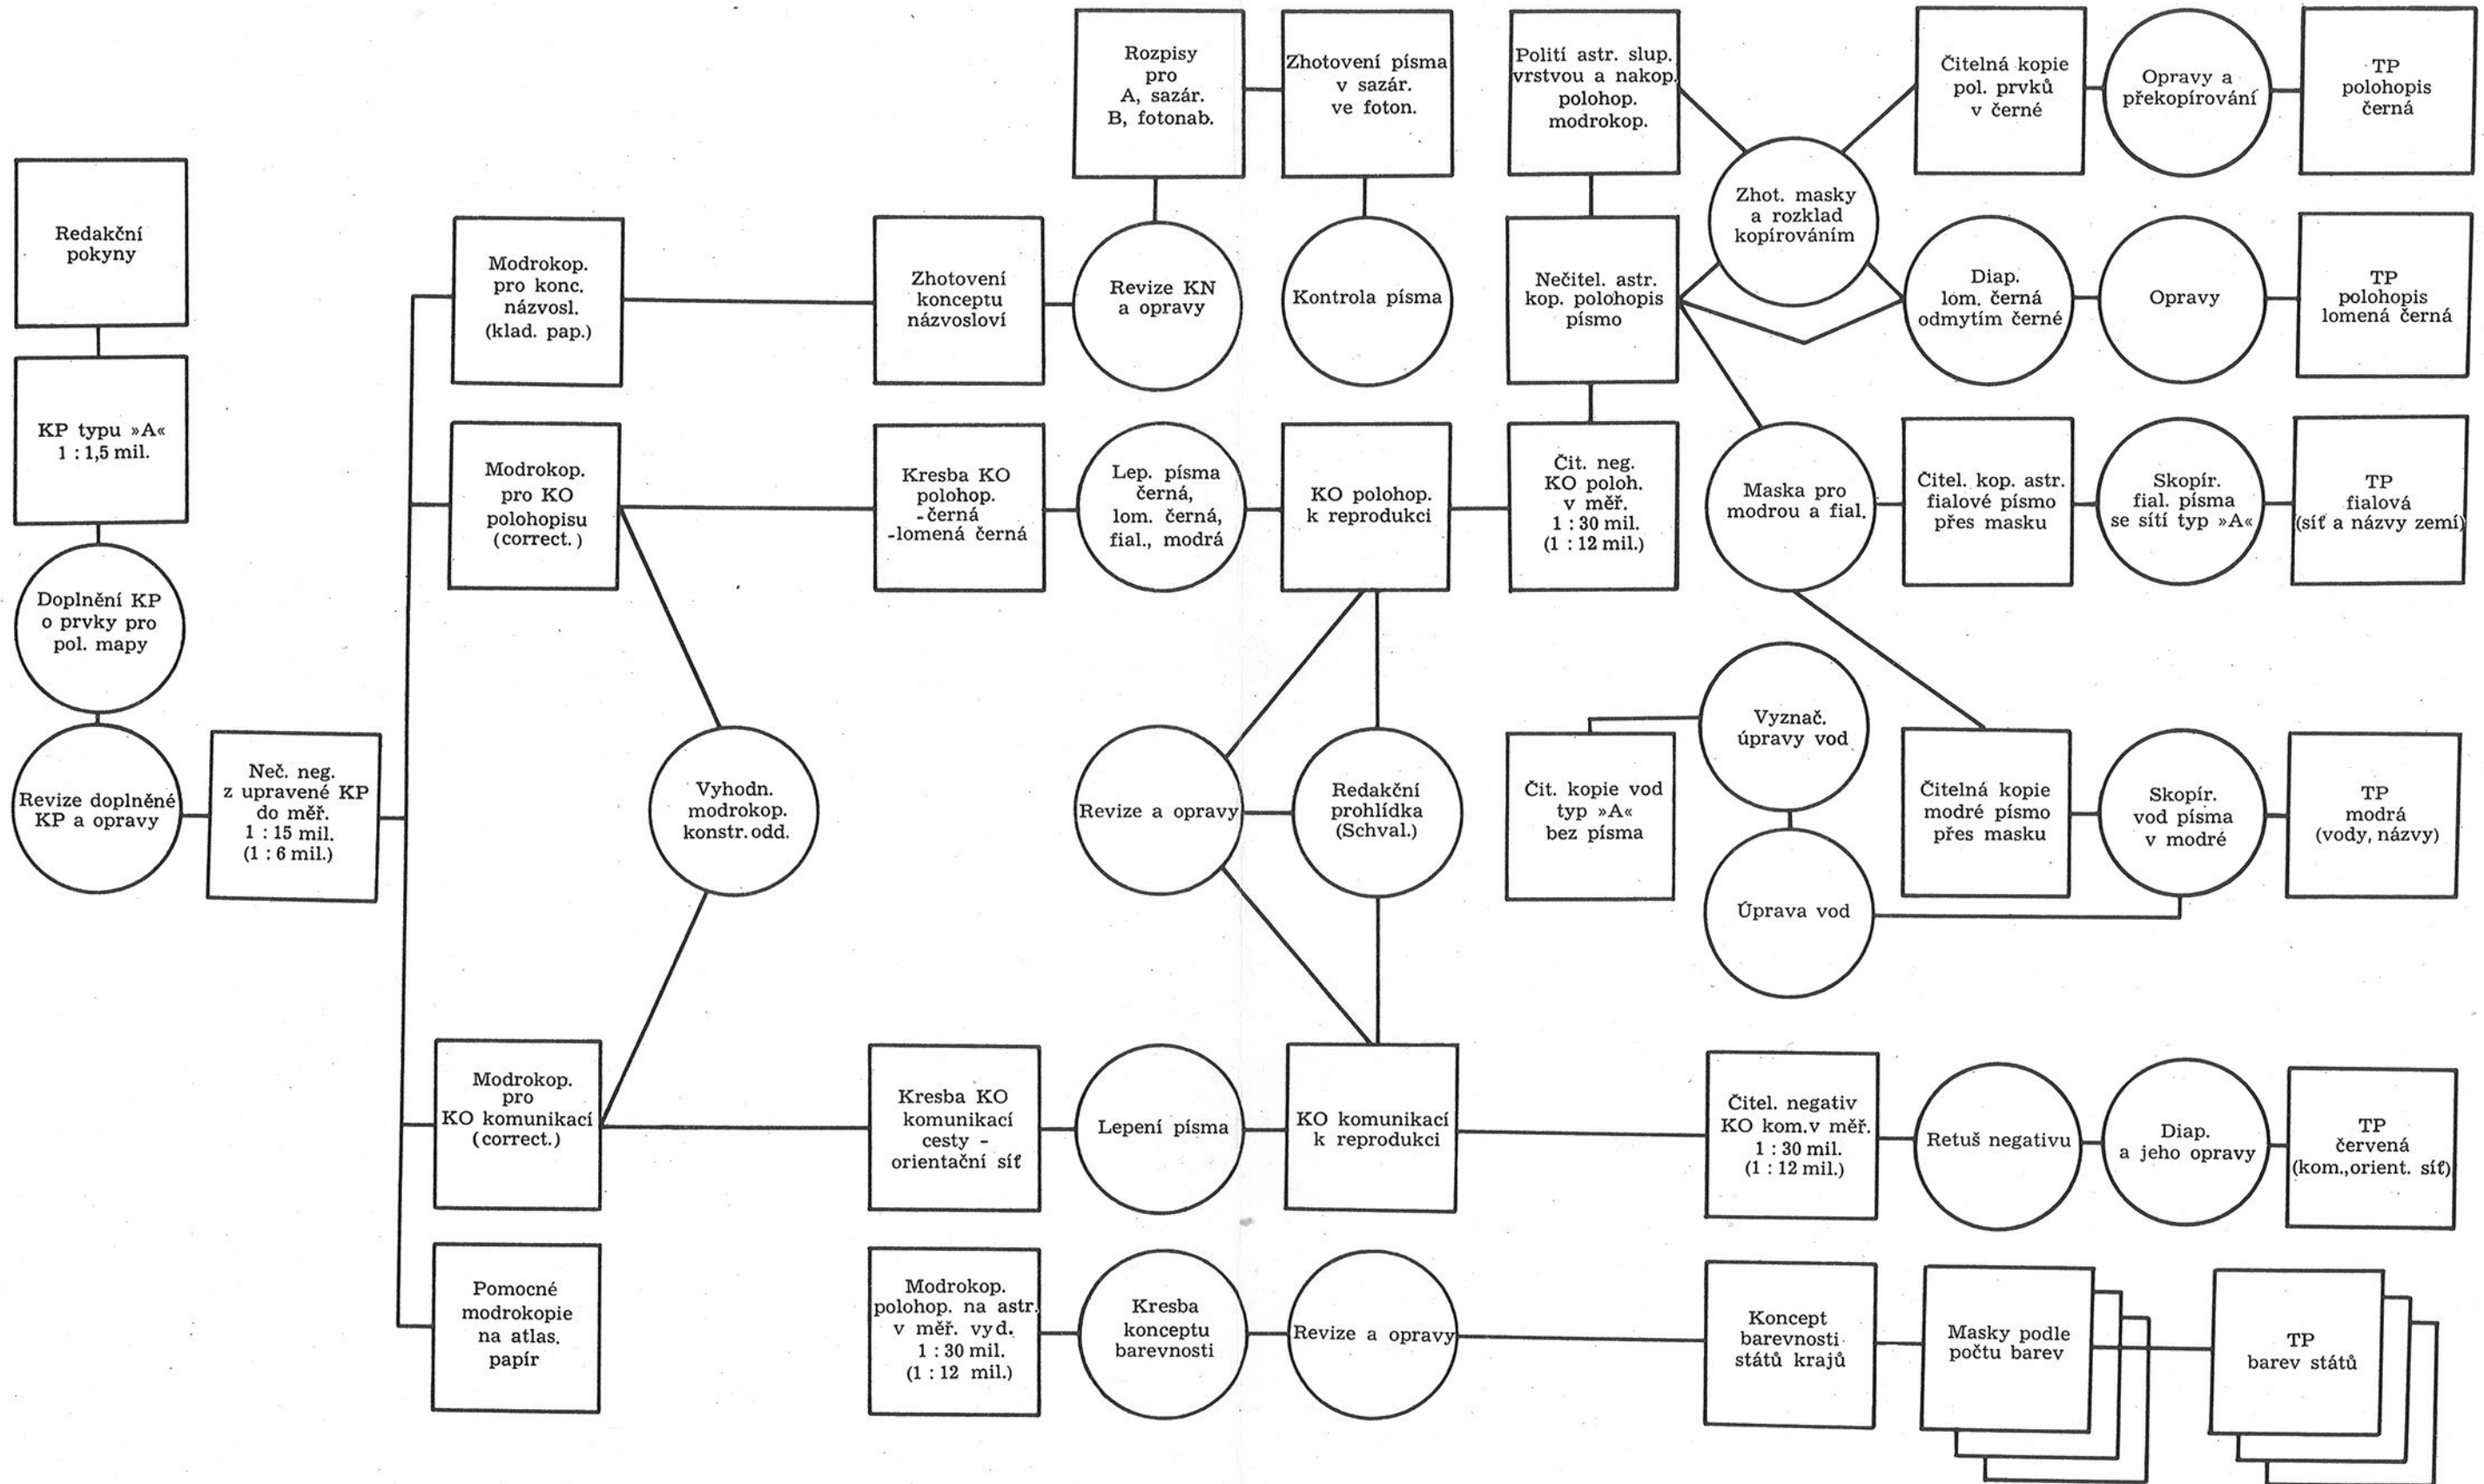 Redakční
pokyny
KP typu »A«
1 : 1,5 mil.
Doplnění KP
o prvky pro
pol. mapy
Revize doplněné
KP a opravy
Neč. neg.
z upravené KP
do měř.
1 : 15 mil.
(1 : 6 mil.)
Modrokop.
pro konc.
názvosl.
(klad. pap.)
Modrokop.
pro KO
polohopisu
(correct.)
Vyhodn.
modrokop.
konstr. odd.
Modrokop.
pro
KO komunikací
(correct.)
Pomocné
modrokopie
na atlas.
papír
Zhotovení
konceptu
názvosloví
Revize KN
a opravy
Rozpisy
pro
A, sazár.
B, fotonab.
Zhotovení písma
v sazár.
ve foton.
Kontrola písma
Kresba KO
polohop.
-černá
-lomená černá
Lep. písma
černá,
lom. černá,
fial., modrá
KO polohop.
k reprodukci
Revize a opravy
Redakční
prohlídka
(Schval.)
Kresba KO
komunikací
cesty -
orientační síť
Lepení písma
KO komunikací
k reprodukci
Modrokop.
polohop. na astr.
v měř. vyd.
1 : 30 mil.
(1 : 12 mil.)
Kresba
konceptu
barevnosti
Revize a opravy
Polití astr. slup.
vrstvou a nakop.
polohop.
modrokop.
Nečitel. astr.
kop. polohopis
písmo
Čit. neg.
KO poloh.
v měř.
1 : 30 mil.
(1 : 12 mil.)
Zhot. masky
a rozklad
kopírováním
Čitelná kopie
pol. prvků
v černé
Opravy a
překopírování
TP
polohopis
černá
Diap.
lom. černá
odmytím černé
Opravy
TP
polohopis
lomená černá
Maska pro
modrou a fial.
Čitel. kop. astr.
fialové písmo
přes masku
Skopír.
fial. písma
se sítí typ »A«
TP
fialová
(síť a názvy zemí)
Čit. kopie vod
typ »A«
bez písma
Vyznač.
úpravy vod
Úprava vod
Čitelná kopie
modré písmo
přes masku
Skopír.
vod písma
v modré
TP
modrá
(vody, názvy)
Čitel. negativ
KO kom. v měř.
1 : 30 mil.
(1 : 12 mil.)
Retuš negativu
Diap.
a jeho opravy
TP
červená
(kom., orient. síť)
Koncept
barevnosti
států krajů
Masky podle
počtu barev
TP
barev států